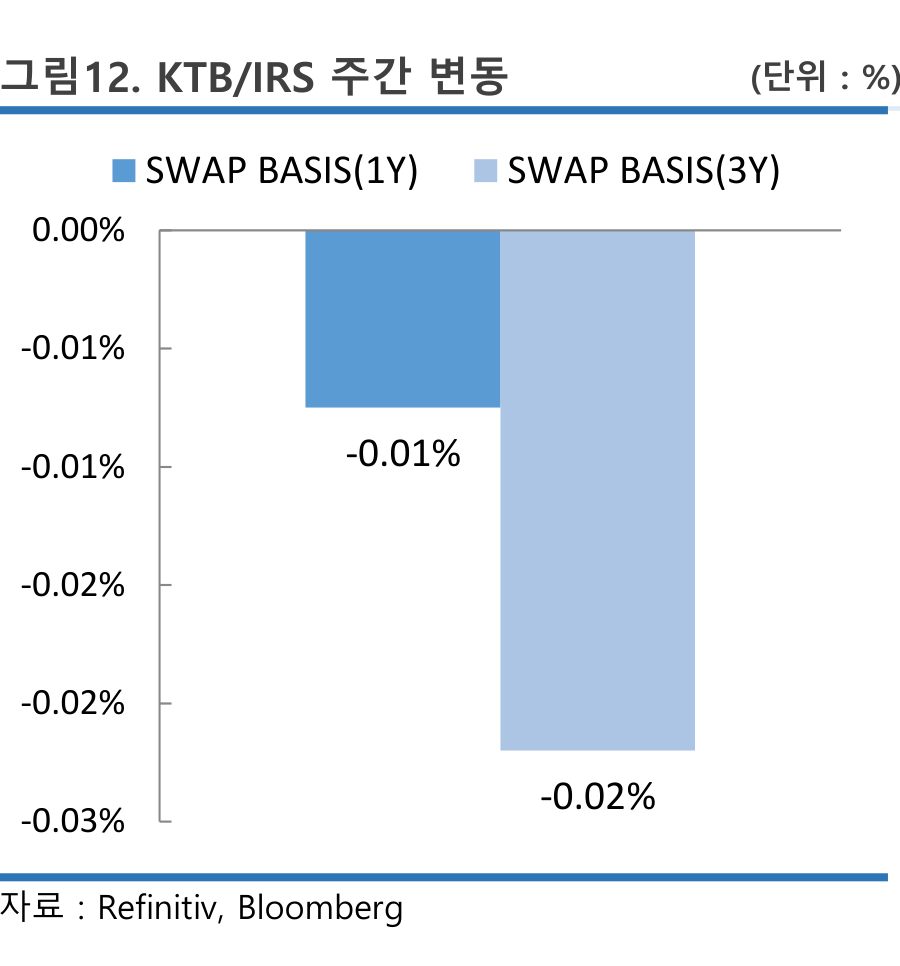 그림12. KTB/IRS 주간 변동 (단위 : %)
SWAP BASIS(1Y) SWAP BASIS(3Y)
0.00%
-0.01%
-0.01%
-0.01%
-0.02%
-0.02%
-0.02%
-0.03%
자료 : Refinitiv, Bloomberg